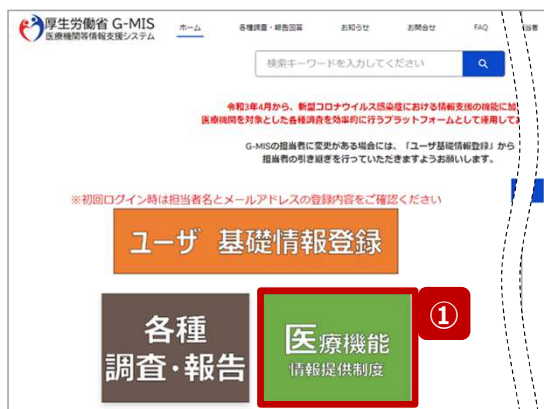 厚生労働省 G-MIS
医療機関等情報支援システム
ホーム 各種調査・報告回答 お知らせ お問合せ FAQ 当者
検索キーワードを入力してください
令和3年4月から、新型コロナウイルス感染症における情報支援の機能に加
医療機関を対象とした各種調査を効率的に行うプラットフォームとして運用して
G-MISの担当者に変更がある場合には、「ユーザ基礎情報登録」から
担当者の引き継ぎを行っていただきますようお願いします。
※初回ログイン時は担当者名とメールアドレスの登録内容をご確認ください
ユーザ 基礎情報登録
各種
調査・報告
医療機能
情報提供制度
①